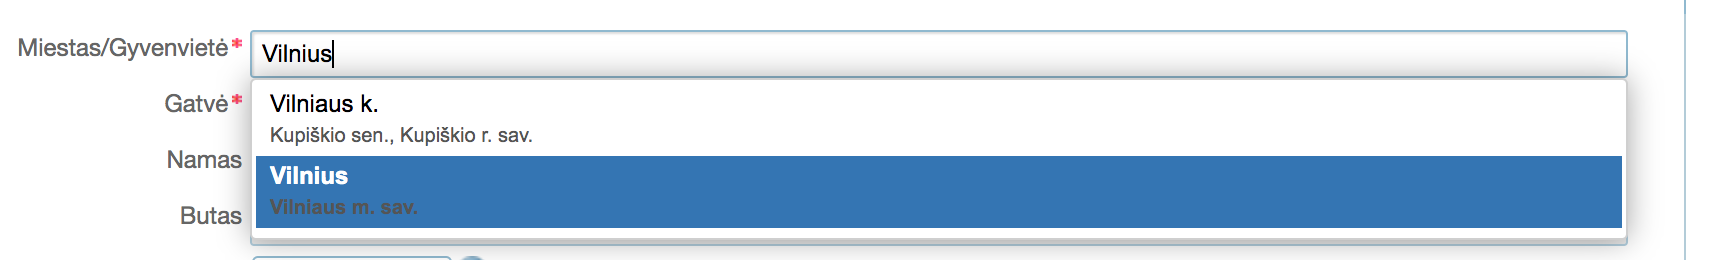 Miestas/Gyvenvietė* Vilnius
Gatvė*
Vilniaus k.
Kupiškio sen., Kupiškio r. sav.
Namas
Vilnius
Vilniaus m. sav.
Butas